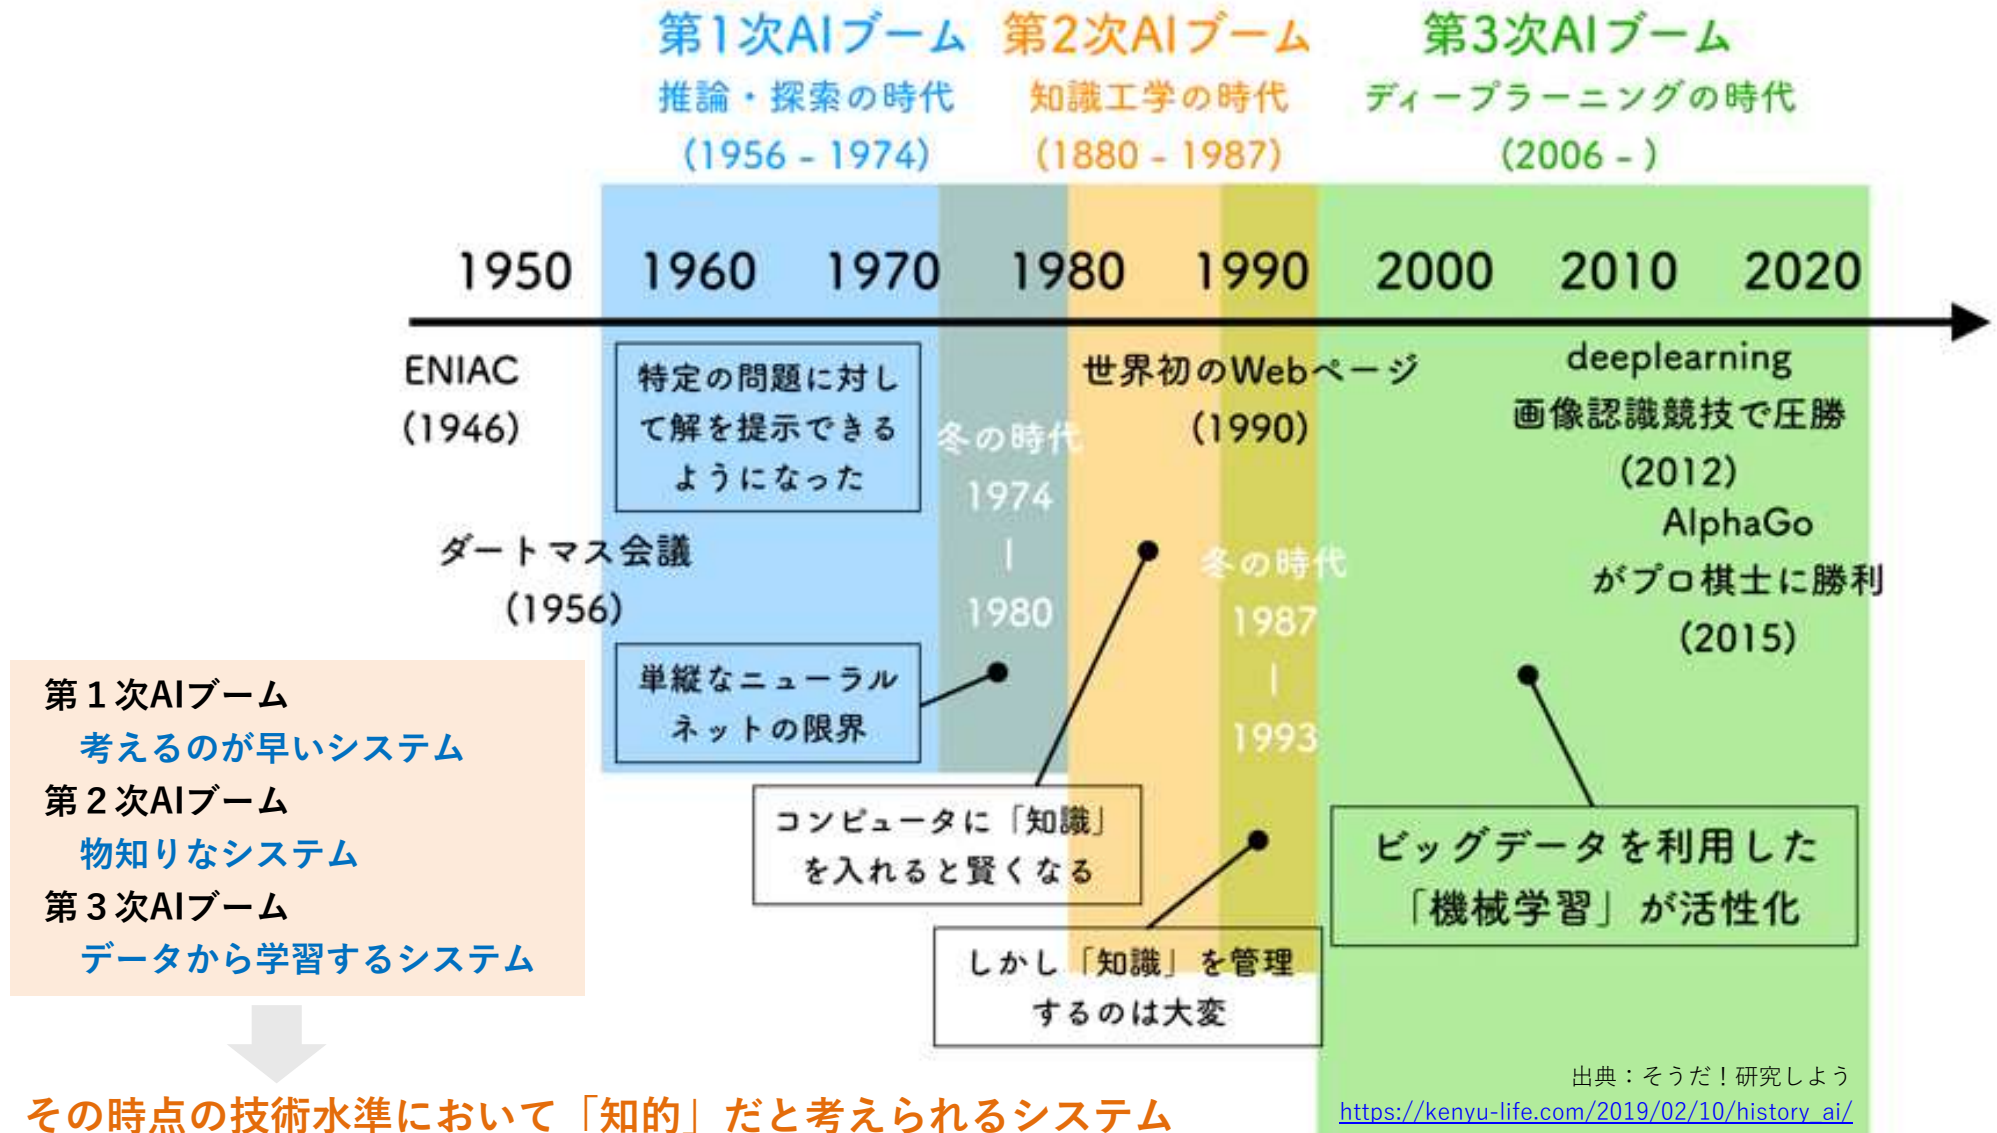 第1次AIブーム
推論・探索の時代
(1956 - 1974)
第2次AIブーム
知識工学の時代
(1880 - 1987)
第3次AIブーム
ディープラーニングの時代
(2006 - )
1950 1960 1970 1980 1990 2000 2010 2020
ENIAC
(1946)
ダートマス会議
(1956)
特定の問題に対し
て解を提示できる
ようになった
単縦なニューラル
ネットの限界
冬の時代
1974
|
1980
世界初のWebページ
(1990)
冬の時代
1987
|
1993
コンピュータに「知識」
を入れると賢くなる
しかし「知識」を管理
するのは大変
deeplearning
画像認識競技で圧勝
(2012)
AlphaGo
がプロ棋士に勝利
(2015)
ビッグデータを利用した
「機械学習」が活性化
第１次AIブーム
考えるのが早いシステム
第２次AIブーム
物知りなシステム
第３次AIブーム
データから学習するシステム
その時点の技術水準において「知的」だと考えられるシステム
出典：そうだ！研究しよう
https://kenyu-life.com/2019/02/10/history_ai/